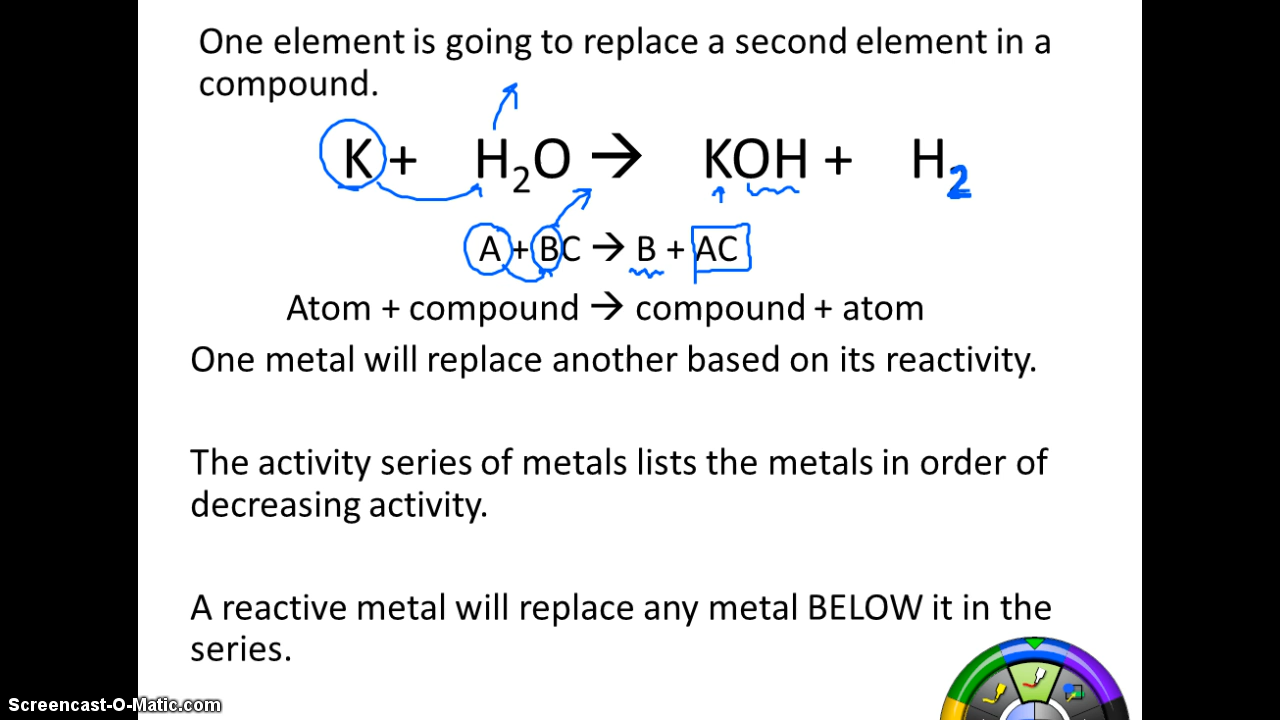 One element is going to replace a second element in a
compound.
K + H₂O → KOH + H₂
A + BC → B + AC
Atom + compound → compound + atom
One metal will replace another based on its reactivity.
The activity series of metals lists the metals in order of
decreasing activity.
A reactive metal will replace any metal BELOW it in the
series.
Screencast-O-Matic.com